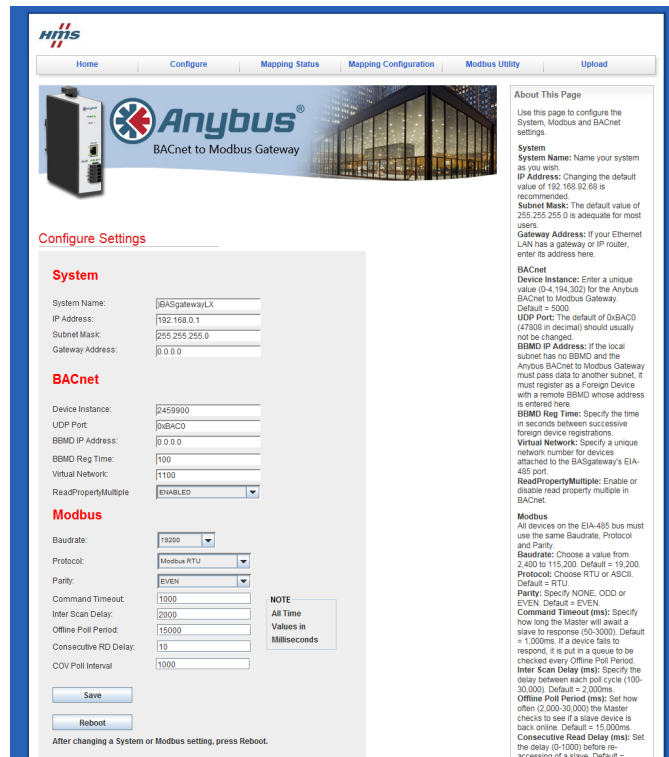 HMS
Home Configure Mapping Status Mapping Configuration Modbus Utility Upload
Anybus®
BACnet to Modbus Gateway
Configure Settings
System
System Name: )BASgatewayLX
IP Address: 192.168.0.1
Subnet Mask: 255.255.255.0
Gateway Address: 0.0.0.0
BACnet
Device Instance: 2459900
UDP Port: 0xBAC0
BBMD IP Address: 0.0.0.0
BBMD Reg Time: 100
Virtual Network: 1100
ReadPropertyMultiple ENABLED
Modbus
Baudrate: 19200
Protocol: Modbus RTU
Parity: EVEN
Command Timeout: 1000
Inter Scan Delay: 2000
Offline Poll Period: 15000
Consecutive RD Delay: 10
COV Poll Interval 1000
NOTE
All Time
Values in
Milliseconds
Save
Reboot
After changing a System or Modbus setting, press Reboot.
About This Page
Use this page to configure the
System, Modbus and BACnet
settings.
System
System Name: Name your system
as you wish.
IP Address: Changing the default
value of 192.168.92.68 is
recommended.
Subnet Mask: The default value of
255.255.255.0 is adequate for most
users.
Gateway Address: If your Ethernet
LAN has a gateway or IP router,
enter its address here.
BACnet
Device Instance: Enter a unique
value (0-4,194,302) for the Anybus
BACnet to Modbus Gateway.
Default = 5000.
UDP Port: The default of 0xBAC0
(47808 in decimal) should usually
not be changed.
BBMD IP Address: If the local
subnet has no BBMD and the
Anybus BACnet to Modbus Gateway
must pass data to another subnet, it
must register as a Foreign Device
with a remote BBMD whose address
is entered here.
BBMD Reg Time: Specify the time
in seconds between successive
foreign device registrations.
Virtual Network: Specify a unique
network number for devices
attached to the BASgateway's EIA-
485 port.
ReadPropertyMultiple: Enable or
disable read property multiple in
BACnet.
Modbus
All devices on the EIA-485 bus must
use the same Baudrate, Protocol
and Parity.
Baudrate: Choose a value from
2,400 to 115,200. Default = 19,200.
Protocol: Choose RTU or ASCII.
Default = RTU.
Parity: Specify NONE, ODD or
EVEN. Default = EVEN.
Command Timeout (ms): Specify
how long the Master will await a
slave to response (50-3000). Default
= 1,000ms. If a device fails to
respond, it is put in a queue to be
checked every Offline Poll Period.
Inter Scan Delay (ms): Specify the
delay between each poll cycle (100-
30,000). Default = 2,000ms.
Offline Poll Period (ms): Set how
often (2,000-30,000) the Master
checks to see if a slave device is
back online. Default = 15,000ms.
Consecutive Read Delay (ms): Set
the delay (0-1000) before re-
accessing of a slave. Default =